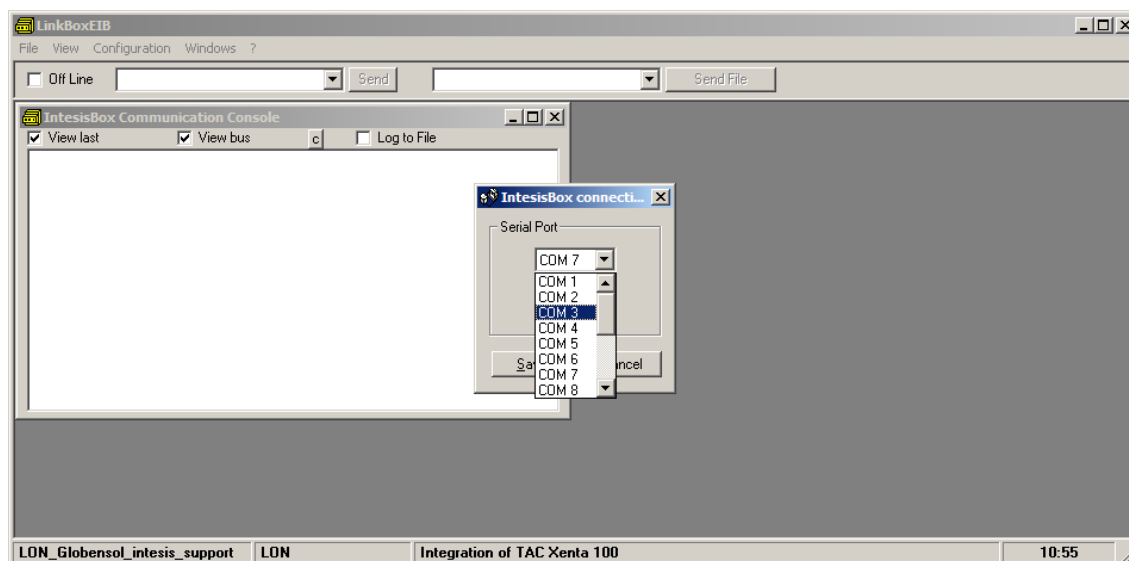 LinkBoxEIB
File View Configuration Windows ?
Off Line Send Send File
IntesisBox Communication Console
View last View bus c Log to File
IntesisBox connecti...
Serial Port
COM 7
COM 1
COM 2
COM 3
COM 4
COM 5
COM 6
COM 7
COM 8
Sa ncel
LON_Globensol_intesis_support LON Integration of TAC Xenta 100 10:55